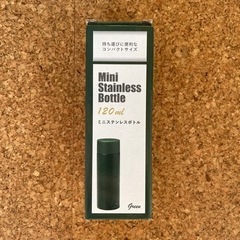 持ち運びに便利な
コンパクトサイズ
Mini
Stainless
Bottle
120ml
ミニステンレスボトル
Green